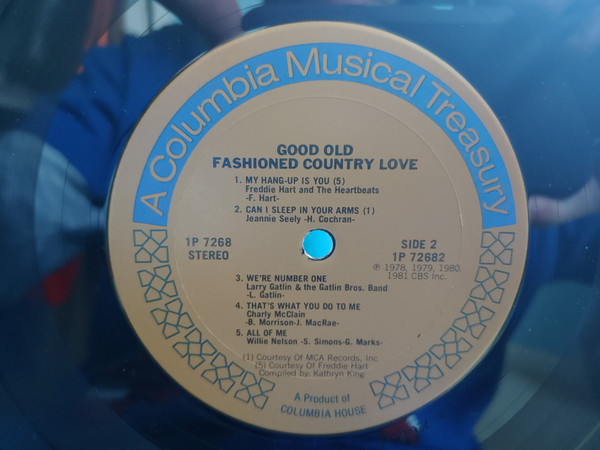 A Columbia Musical Treasury
GOOD OLD
FASHIONED COUNTRY LOVE
1. MY HANG-UP IS YOU (5)
Freddie Hart and The Heartbeats
-F. Hart-
2. CAN I SLEEP IN YOUR ARMS (1)
Jeannie Seely -H. Cochran-
1P 7268
STEREO
SIDE 2
1P 72682
℗ 1978, 1979, 1980,
1981 CBS Inc.
3. WE'RE NUMBER ONE
Larry Gatlin & the Gatlin Bros. Band
-L. Gatlin-
4. THAT'S WHAT YOU DO TO ME
Charly McClain
-B. Morrison-J. MacRae-
5. ALL OF ME
Willie Nelson -S. Simons-G. Marks-
(1) Courtesy Of MCA Records, Inc
(5) Courtesy Of Freddie Hart
Compiled by: Kathryn King
A Product of
COLUMBIA HOUSE